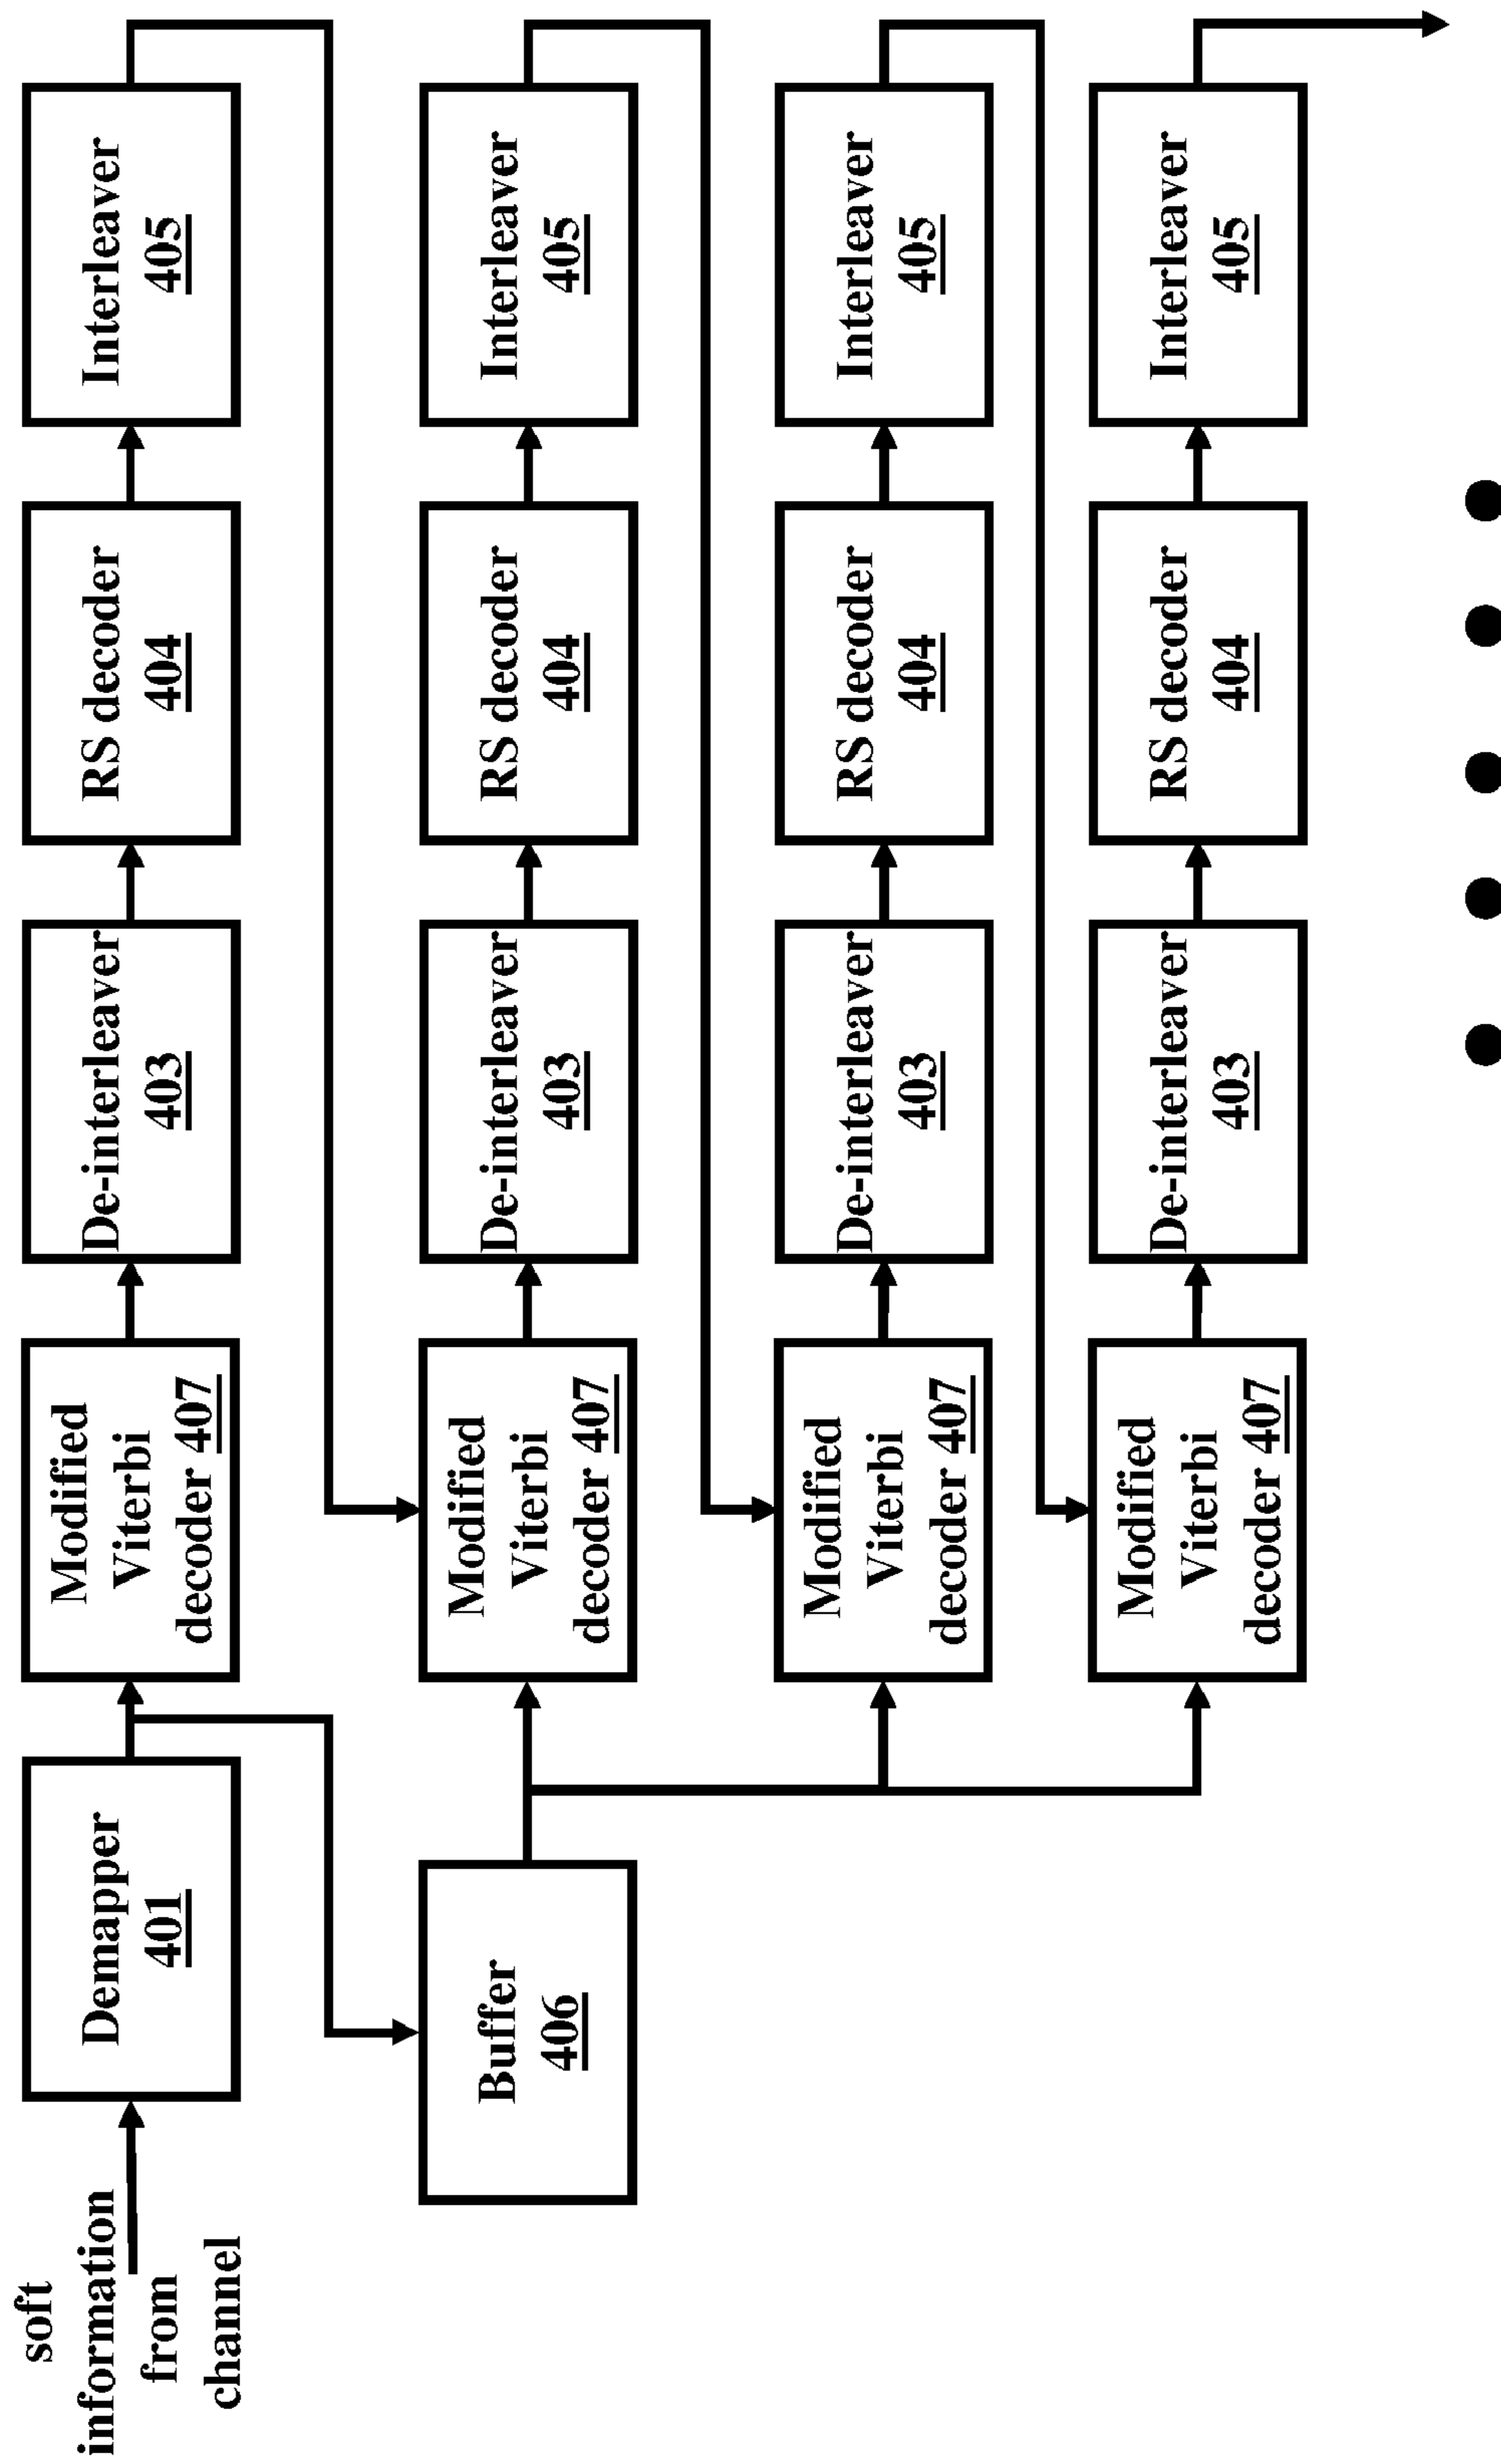 soft
information
from
channel
Demapper
401
Modified
Viterbi
decoder 407
De-interleaver
403
RS decoder
404
Interleaver
405
Buffer
406
Modified
Viterbi
decoder 407
De-interleaver
403
RS decoder
404
Interleaver
405
Modified
Viterbi
decoder 407
De-interleaver
403
RS decoder
404
Interleaver
405
Modified
Viterbi
decoder 407
De-interleaver
403
RS decoder
404
Interleaver
405